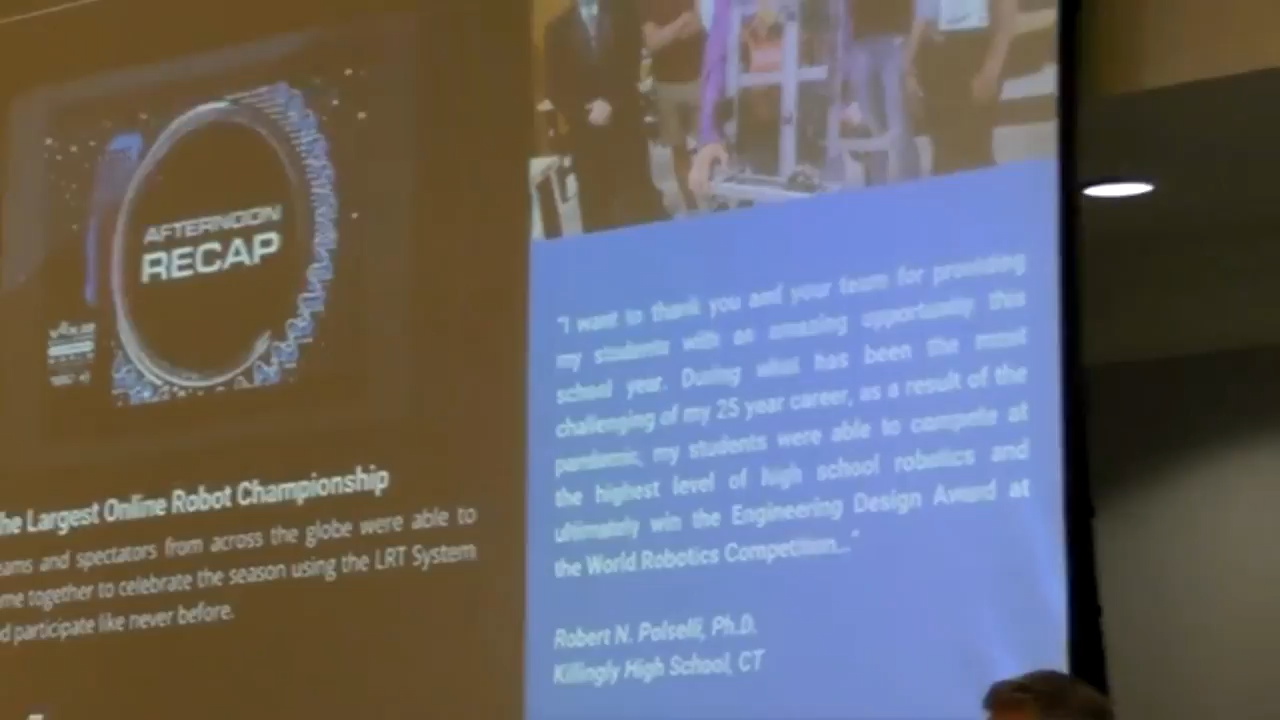 AFTERNOON
RECAP
he Largest Online Robot Championship
ams and spectators from across the globe were able to
me together to celebrate the season using the LRT System
d participate like never before.
"I want to thank you and your team for providing
my students with an amazing opportunity this
school year. During what has been the most
challenging of my 25 year career, as a result of the
pandemic, my students were able to compete at
the highest level of high school robotics and
ultimately win the Engineering Design Award at
the World Robotics Competition..."
Robert N. Polselli, Ph.D.
Killingly High School, CT